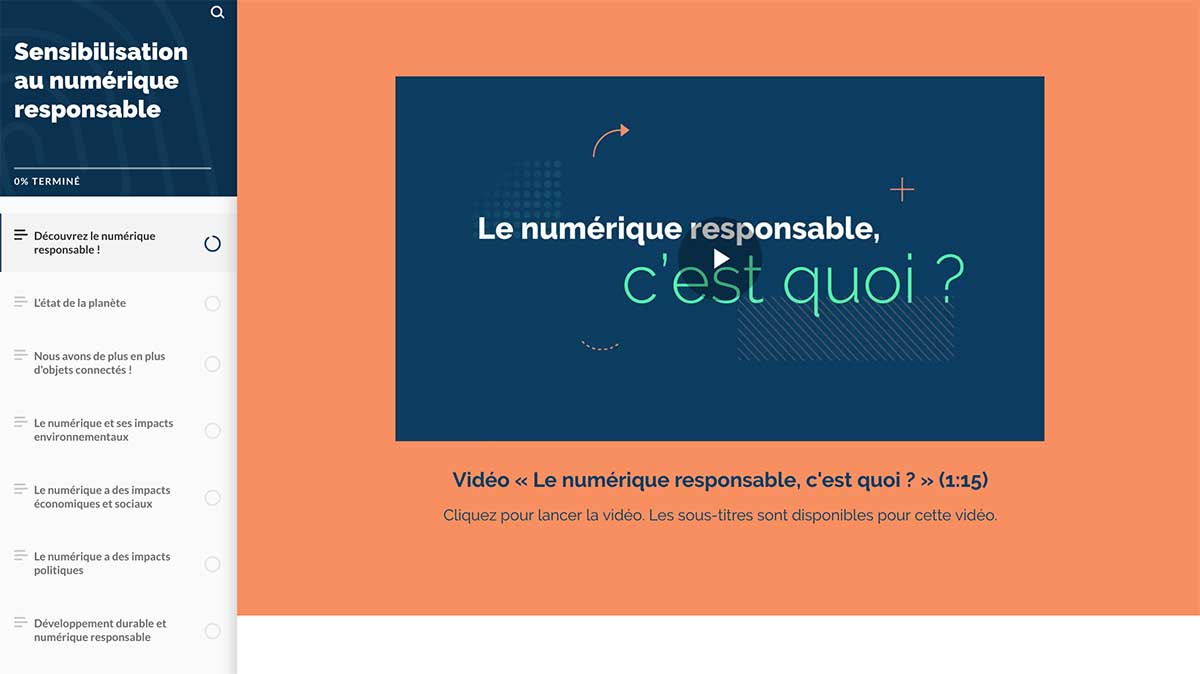 Sensibilisation
au numérique
responsable
0% TERMINÉ
Découvrez le numérique
responsable !
L'état de la planète
Nous avons de plus en plus
d'objets connectés !
Le numérique et ses impacts
environnementaux
Le numérique a des impacts
économiques et sociaux
Le numérique a des impacts
politiques
Développement durable et
numérique responsable
Le numérique responsable,
c'est quoi ?
Vidéo « Le numérique responsable, c'est quoi ? » (1:15)
Cliquez pour lancer la vidéo. Les sous-titres sont disponibles pour cette vidéo.